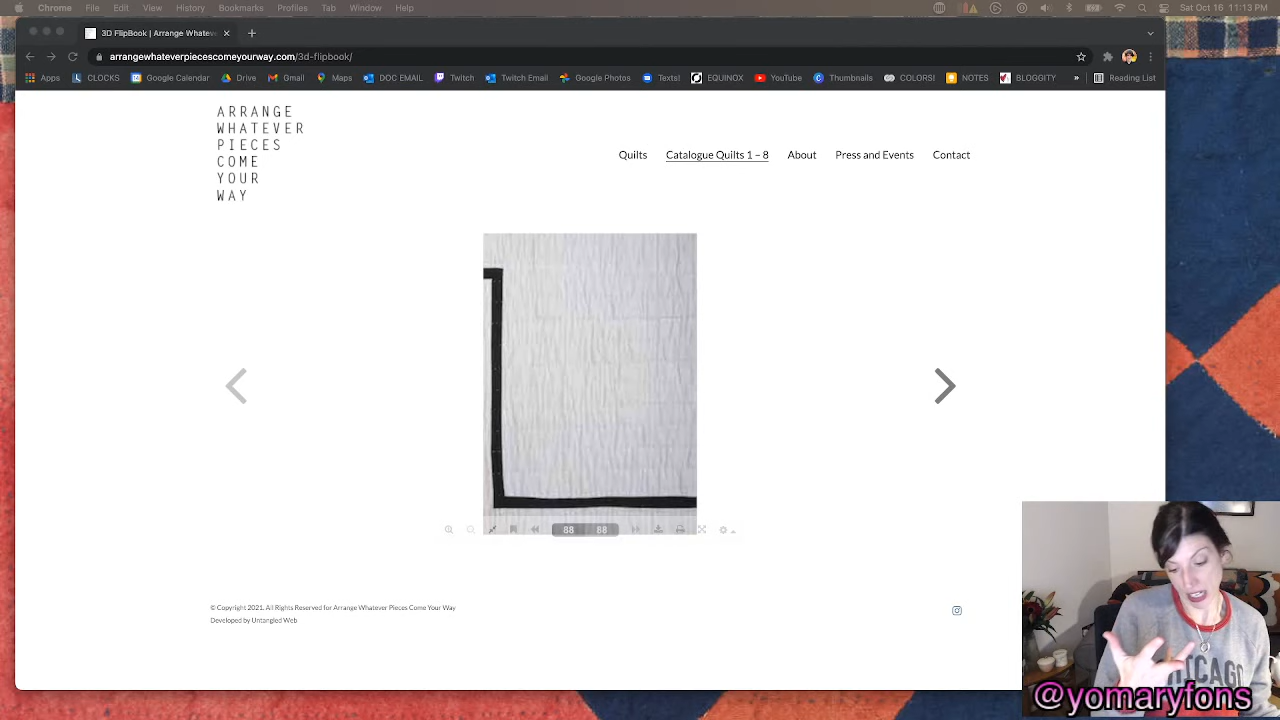 Chrome File Edit View History Bookmarks Profiles Tab Window Help Sat Oct 16 11:13 PM
3D FlipBook | Arrange Whateve
arrangewhateverpiecescomeyourway.com/3d-flipbook/
Apps CLOCKS Google Calendar Drive Gmail Maps DOC EMAIL Twitch Twitch Email Google Photos Texts! EQUINOX YouTube Thumbnails COLORS! NOTES BLOGGITY » Reading List
ARRANGE
WHATEVER
PIECES
COME
YOUR
WAY
Quilts Catalogue Quilts 1 – 8 About Press and Events Contact
88 88
© Copyright 2021. All Rights Reserved for Arrange Whatever Pieces Come Your Way
Developed by Untangled Web
CHICAGO
@yomaryfons